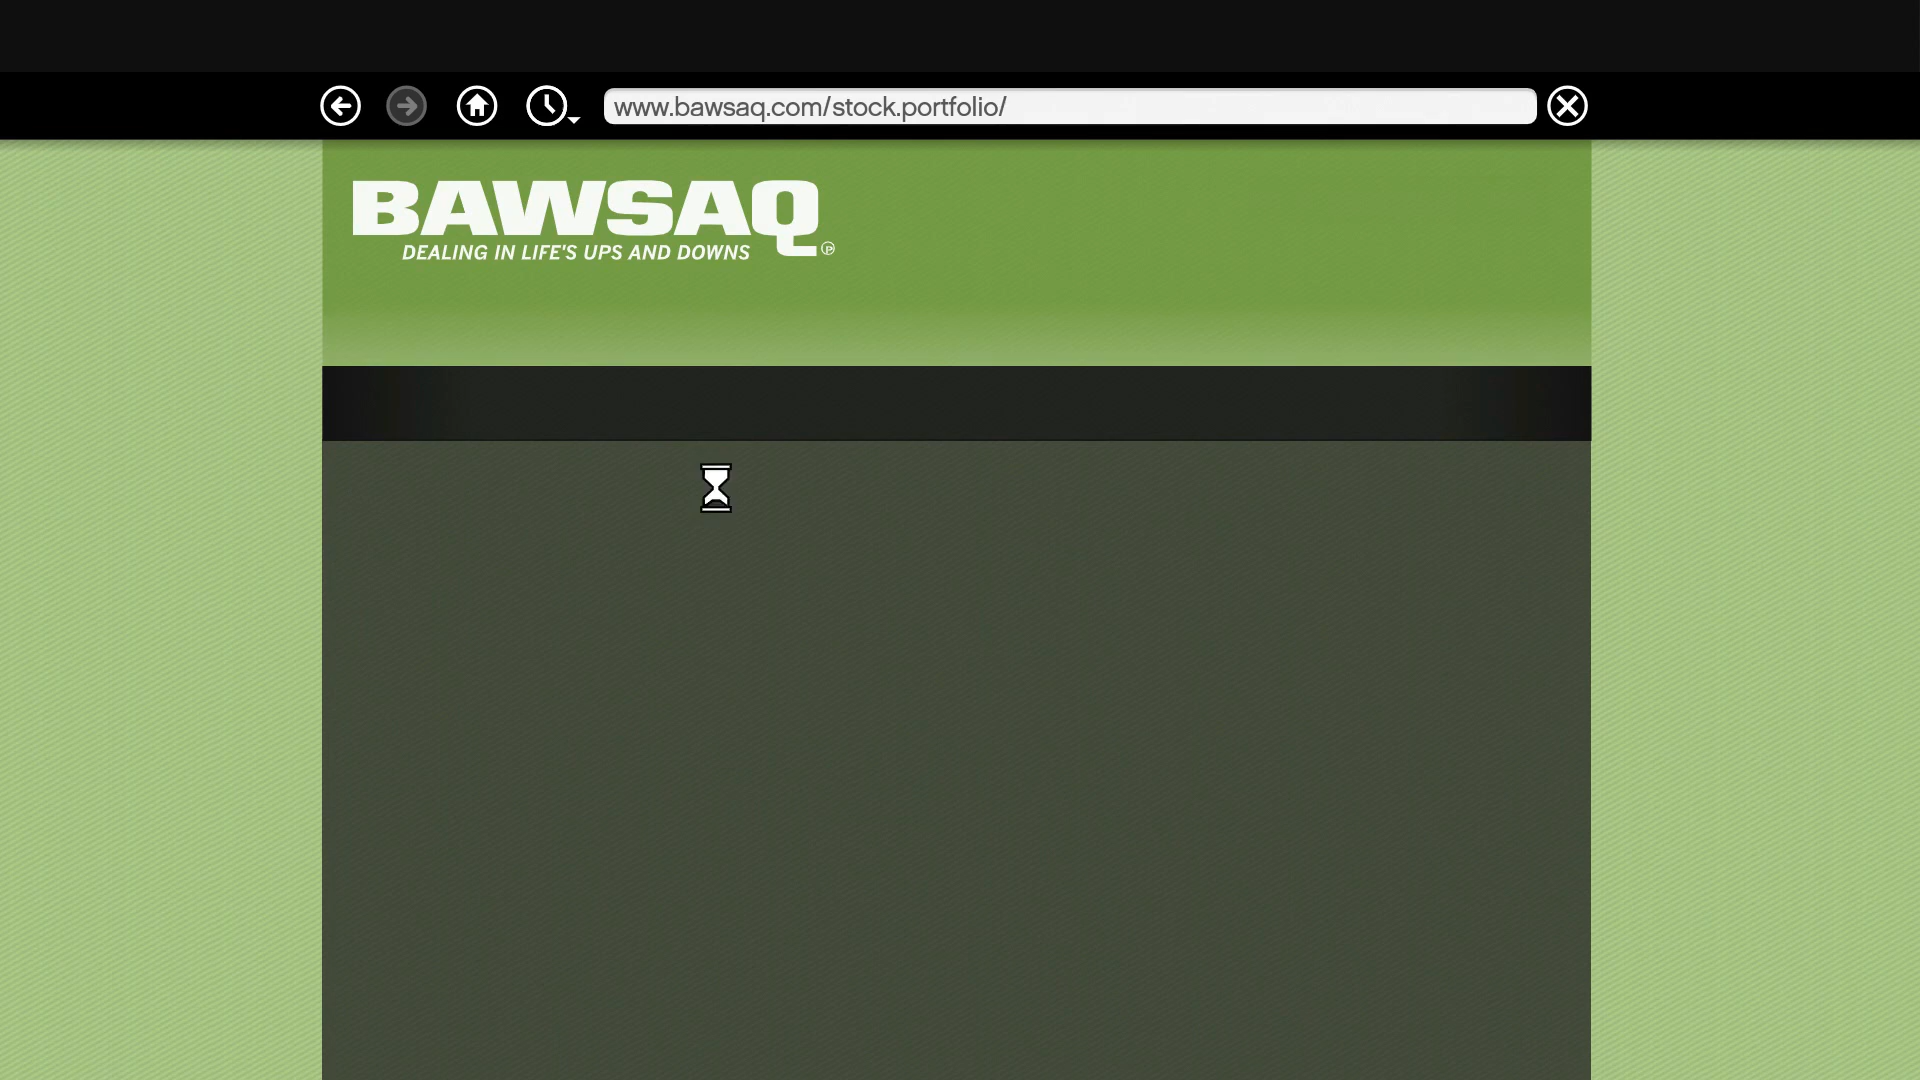 www.bawsaq.com/stock.portfolio/
BAWSAQ
DEALING IN LIFE'S UPS AND DOWNS ℗